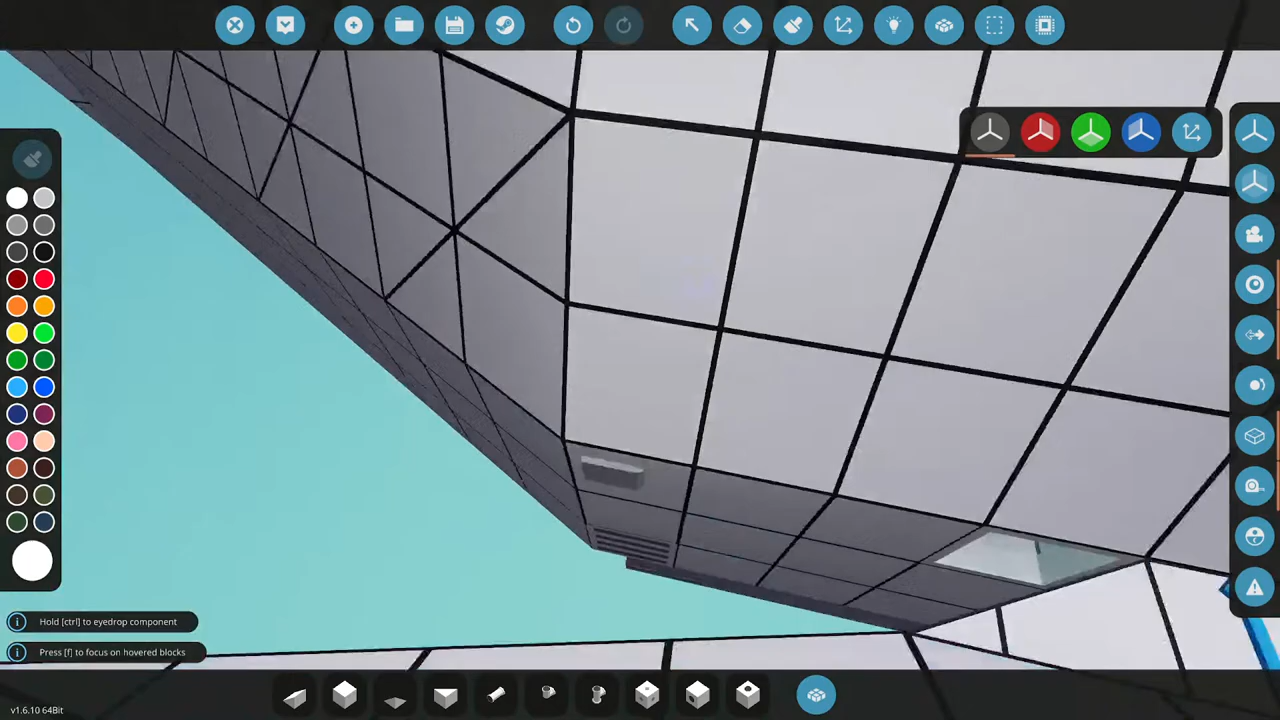 Hold [ctrl] to eyedrop component
Press [f] to focus on hovered blocks
v1.6.10 64Bit